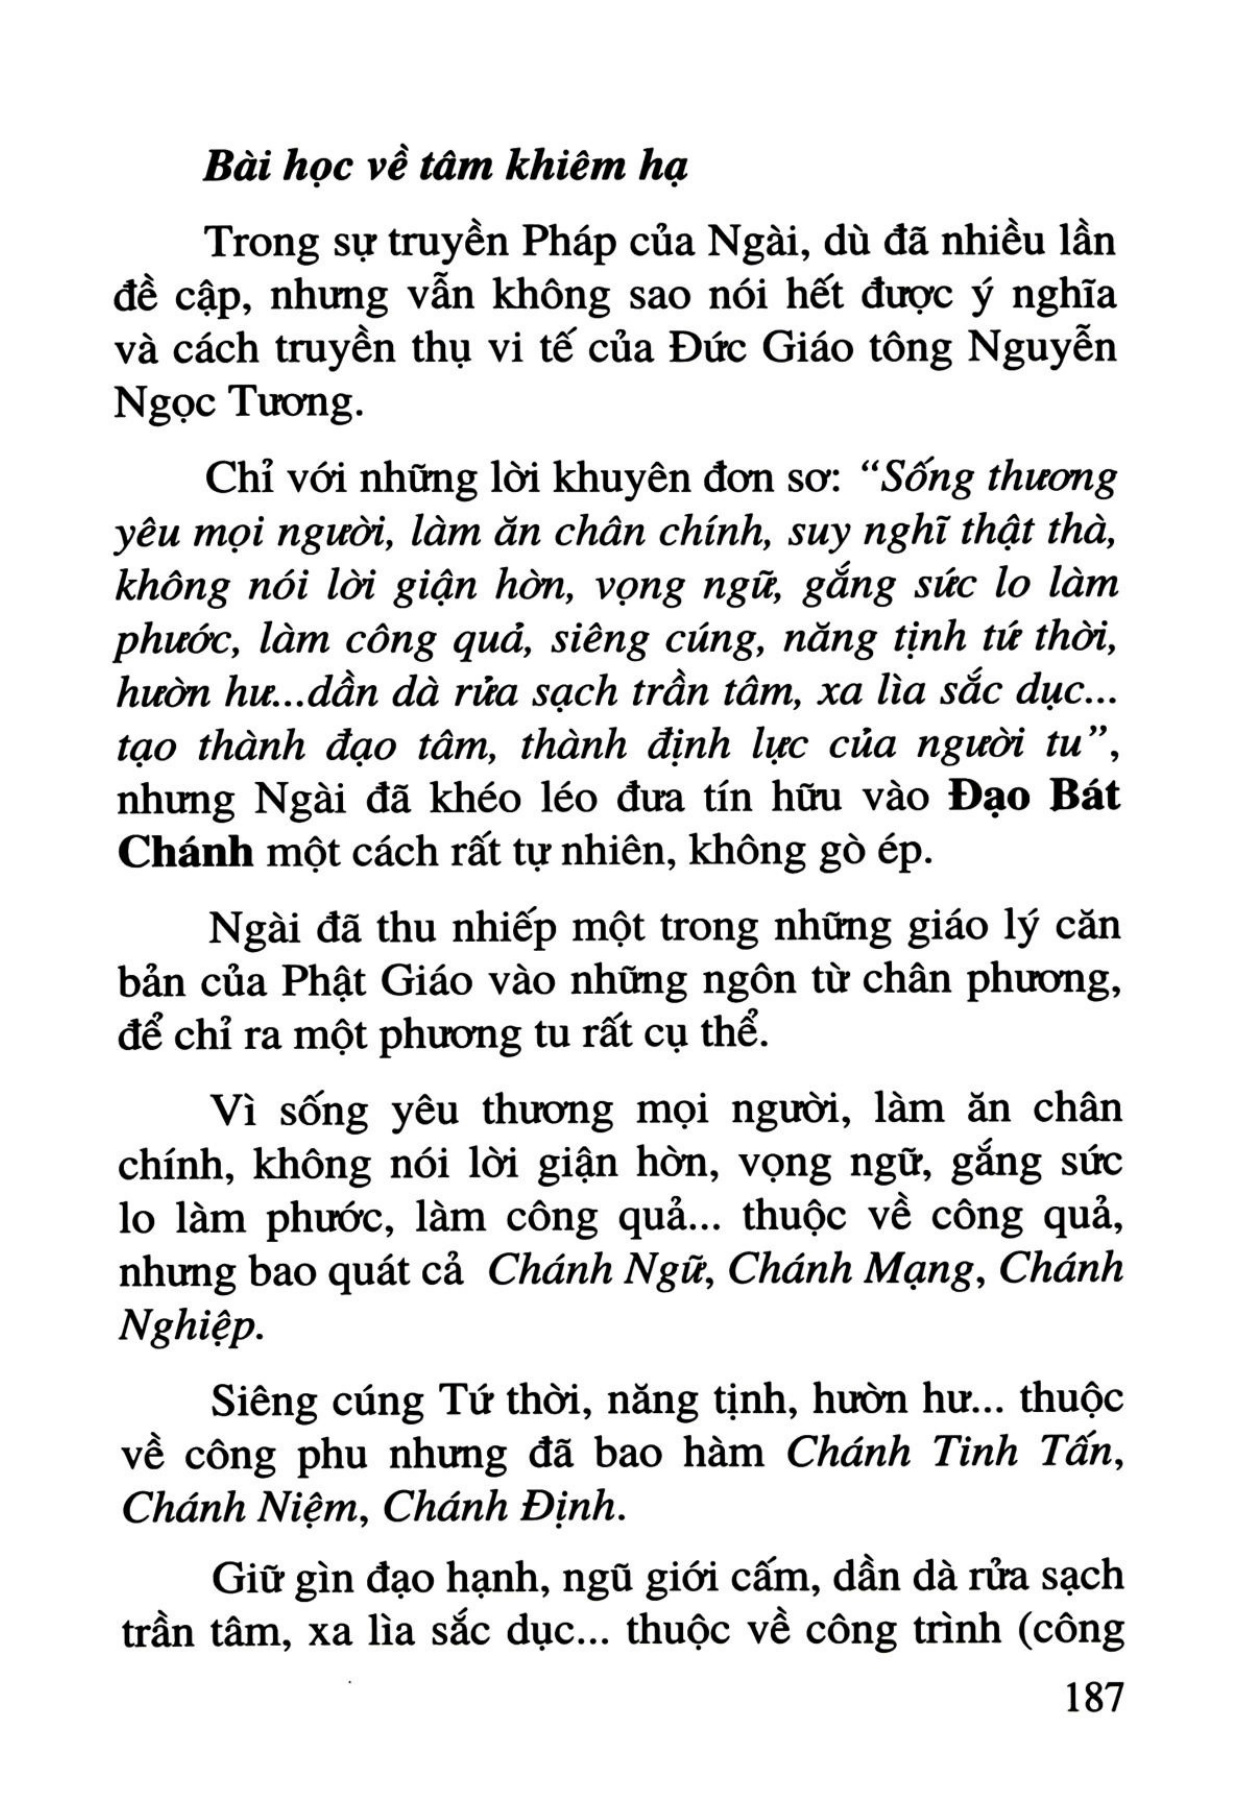 Bài học về tâm khiêm hạ
Trong sự truyền Pháp của Ngài, dù đã nhiều lần
đề cập, nhưng vẫn không sao nói hết được ý nghĩa
và cách truyền thụ vi tế của Đức Giáo tông Nguyễn
Ngọc Tương.
Chỉ với những lời khuyên đơn sơ: “Sống thương
yêu mọi người, làm ăn chân chính, suy nghĩ thật thà,
không nói lời giận hờn, vọng ngữ, gắng sức lo làm
phước, làm công quả, siêng cúng, năng tịnh tứ thời,
hườn hư...dần dà rửa sạch trần tâm, xa lìa sắc dục...
tạo thành đạo tâm, thành định lực của người tu”,
nhưng Ngài đã khéo léo đưa tín hữu vào Đạo Bát
Chánh một cách rất tự nhiên, không gò ép.
Ngài đã thu nhiếp một trong những giáo lý căn
bản của Phật Giáo vào những ngôn từ chân phương,
để chỉ ra một phương tu rất cụ thể.
Vì sống yêu thương mọi người, làm ăn chân
chính, không nói lời giận hờn, vọng ngữ, gắng sức
lo làm phước, làm công quả... thuộc về công quả,
nhưng bao quát cả Chánh Ngữ, Chánh Mạng, Chánh
Nghiệp.
Siêng cúng Tứ thời, năng tịnh, hườn hư... thuộc
về công phu nhưng đã bao hàm Chánh Tinh Tấn,
Chánh Niệm, Chánh Định.
Giữ gìn đạo hạnh, ngũ giới cấm, dần dà rửa sạch
trần tâm, xa lìa sắc dục... thuộc về công trình (công
187